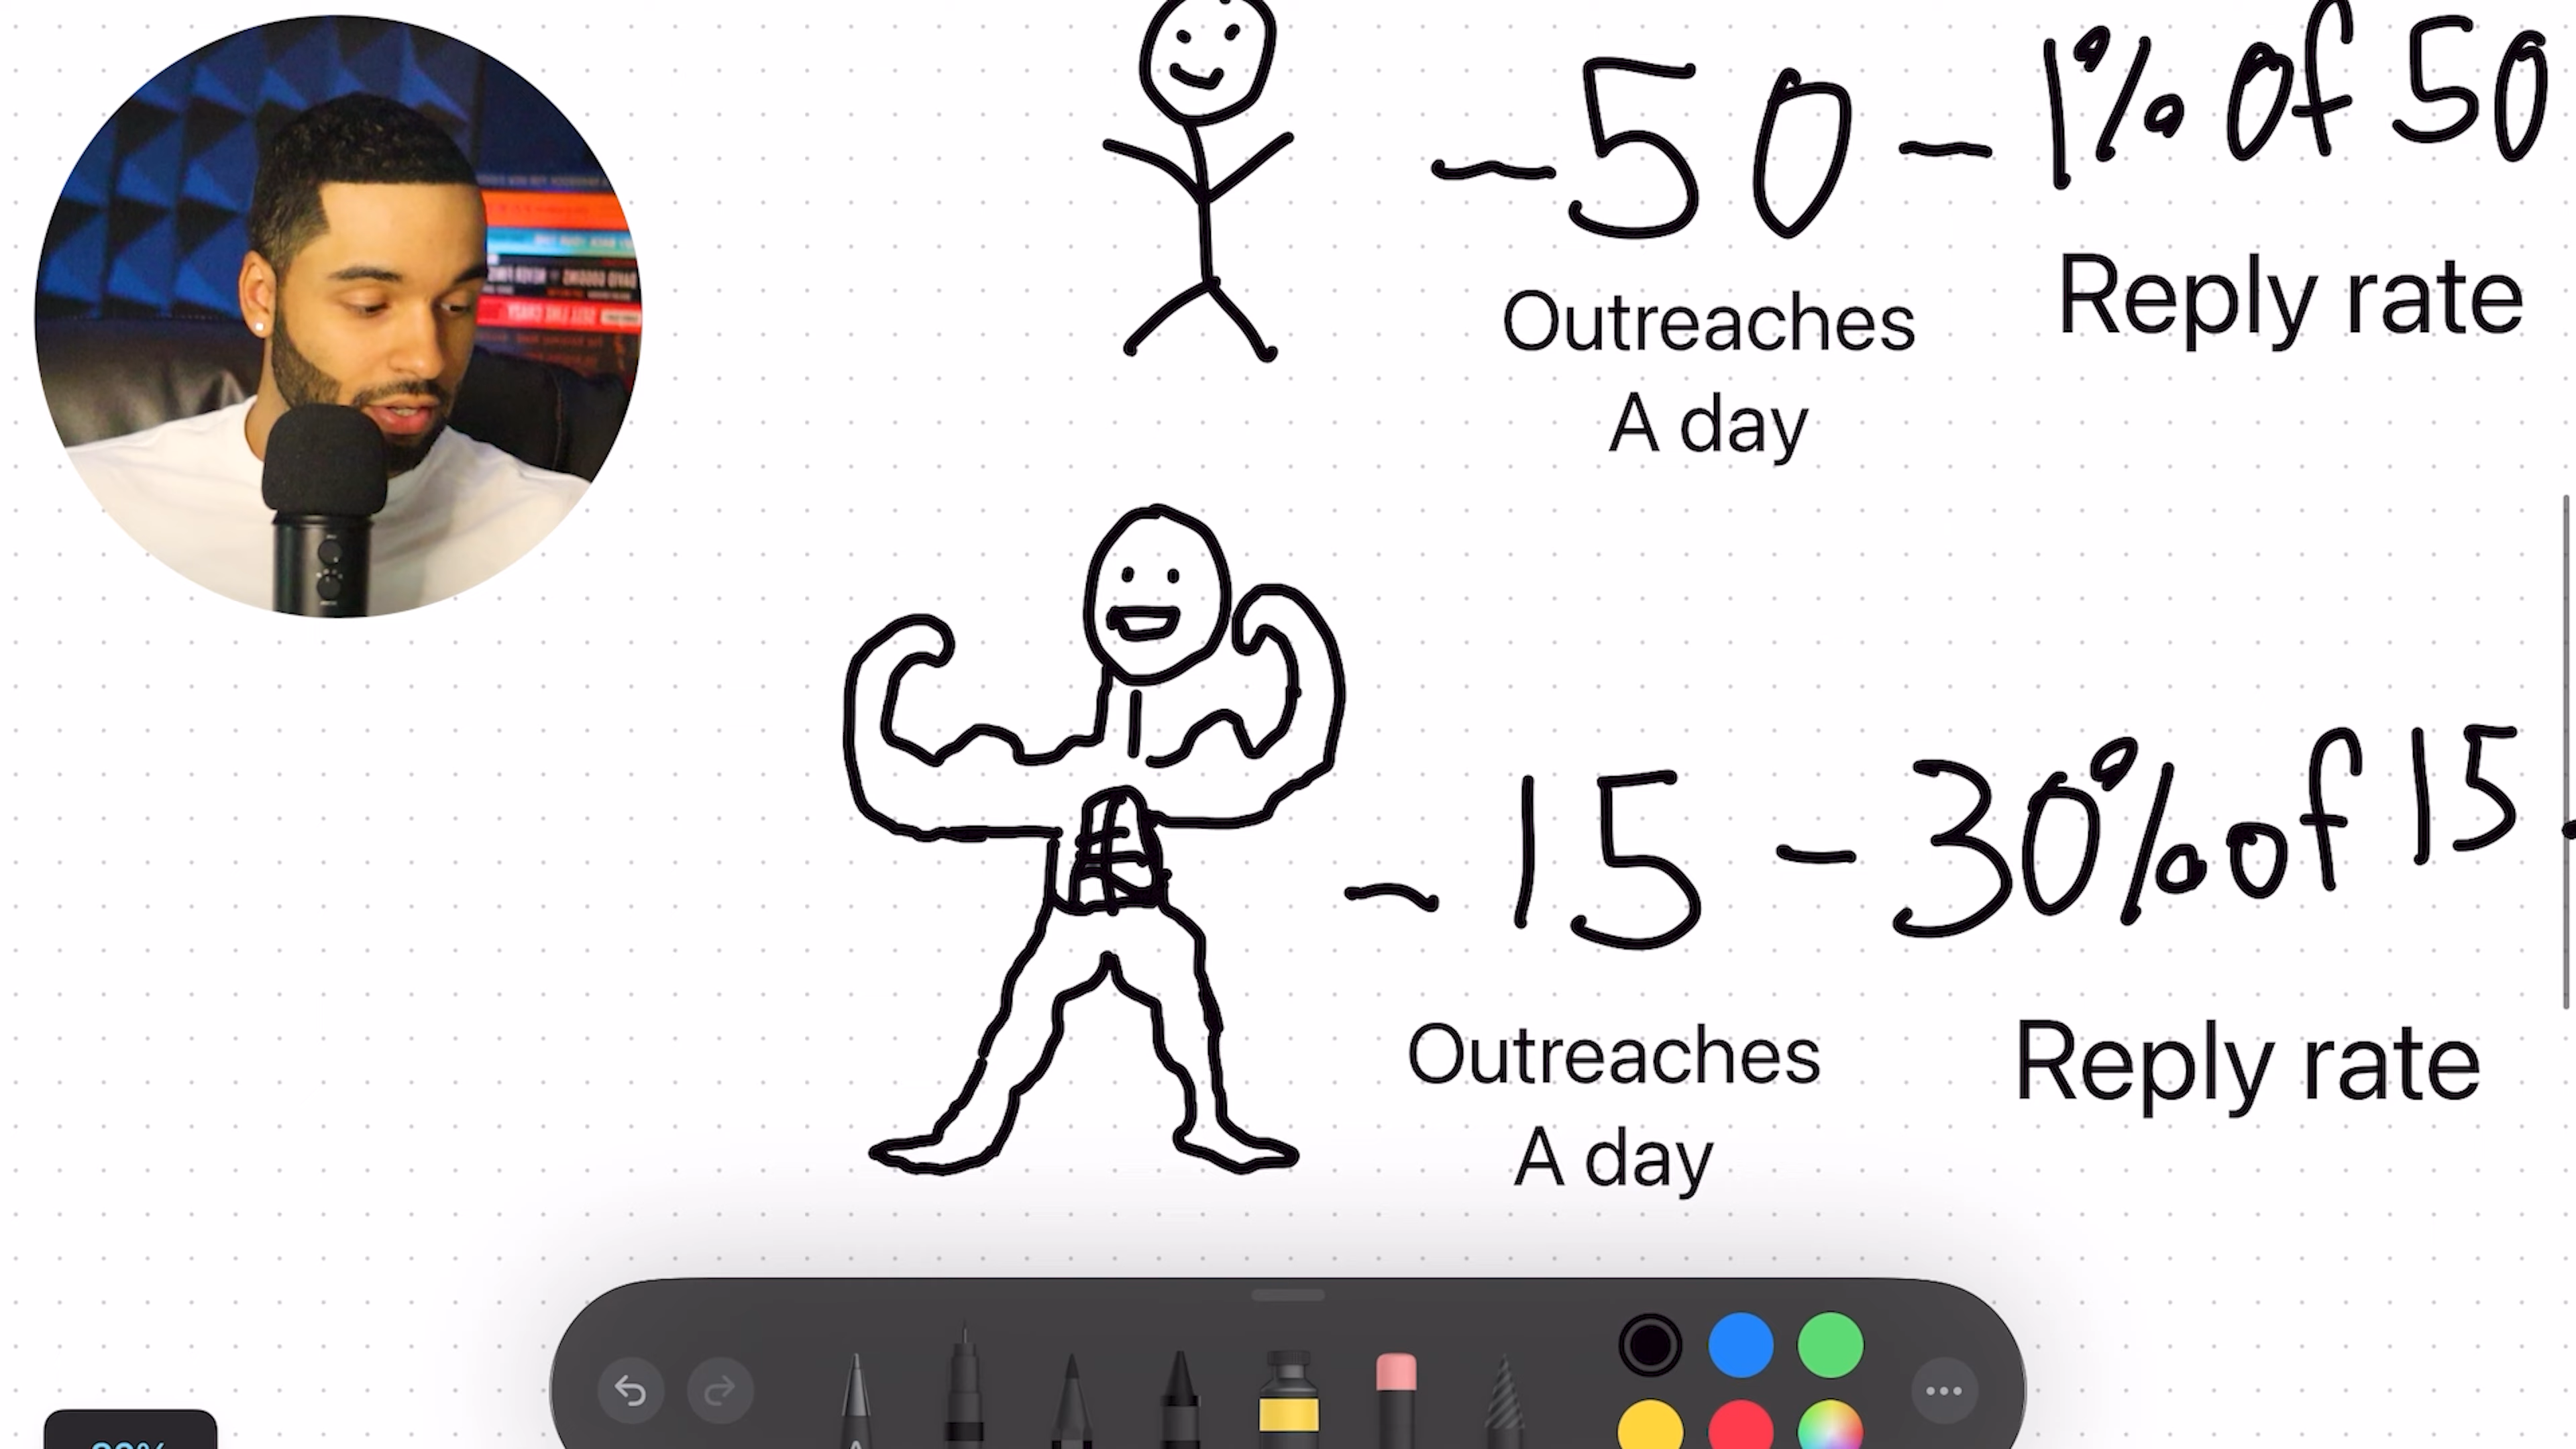 -50 - 1% of 50
Outreaches
A day
Reply rate
- 15 - 30% of 15
Outreaches
A day
Reply rate